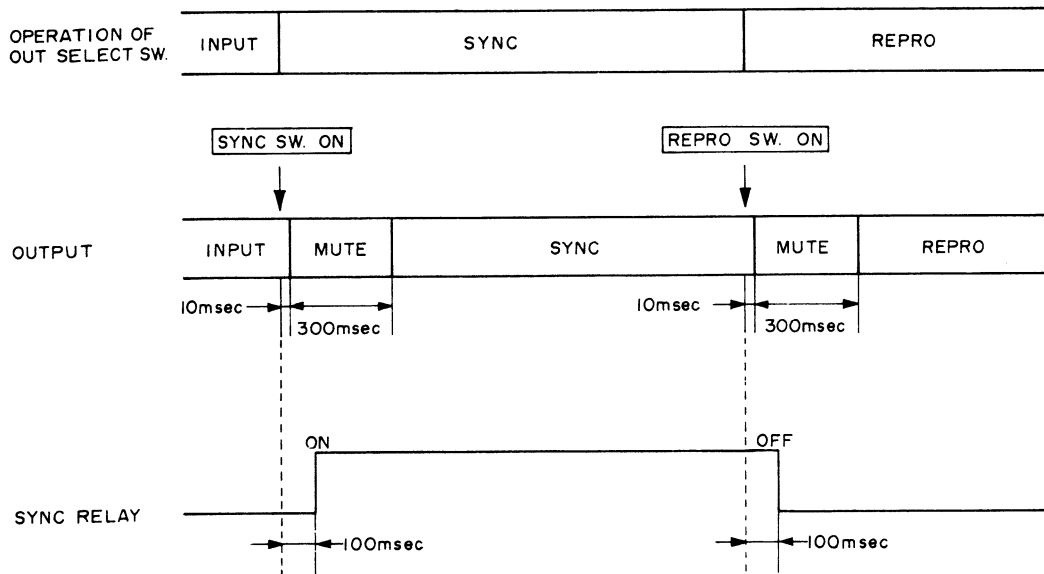 OPERATION OF
OUT SELECT SW.
INPUT
SYNC
REPRO
SYNC SW. ON
REPRO SW. ON
OUTPUT
INPUT
MUTE
SYNC
MUTE
REPRO
10msec
300msec
10msec
300msec
ON
OFF
SYNC RELAY
100msec
100msec